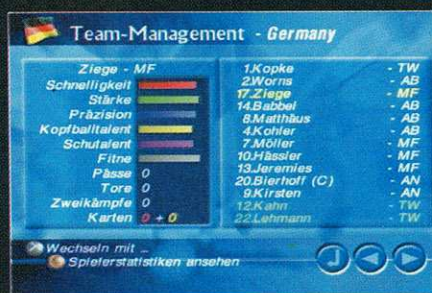 Team-Management - Germany
Ziege - MF
Schnelligkeit
Stärke
Präzision
Kopfballtalent
Schutalent
Fitne
Pässe 0
Tore 0
Zweikämpfe 0
Karten 0 + 0
1.Kopke - TW
2.Worns - AB
17.Ziege - MF
14.Babbel - AB
8.Matthäus - AB
4.Kohler - AB
7.Möller - MF
10.Hässler - MF
13.Jeremies - MF
20.Bierhoff (C) - AN
9.Kirsten - AN
12.Kahn - TW
22.Lehmann - TW
Wechseln mit ...
Spielerstatistiken ansehen